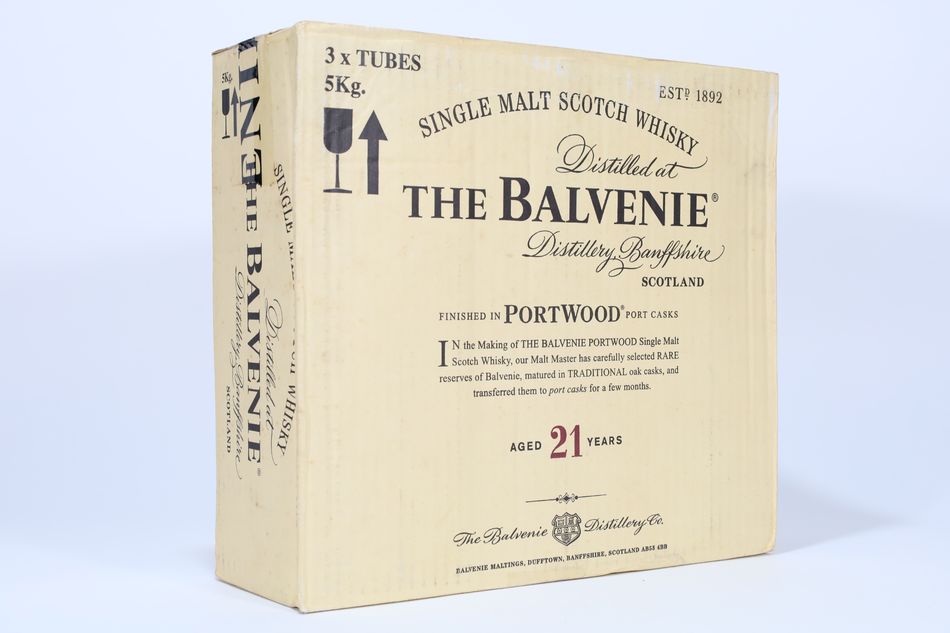 3 x TUBES
5Kg.
ESTD 1892
SINGLE MALT SCOTCH WHISKY
Distilled at
THE BALVENIE®
Distillery, Banffshire
SCOTLAND
FINISHED IN PORTWOOD® PORT CASKS
IN the Making of THE BALVENIE PORTWOOD Single Malt
Scotch Whisky, our Malt Master has carefully selected RARE
reserves of Balvenie, matured in TRADITIONAL oak casks, and
transferred them to port casks for a few months.
AGED 21 YEARS
The Balvenie Distillery Co.
BALVENIE MALTINGS, DUFFTOWN, BANFFSHIRE, SCOTLAND AB55 4BB
5Kg.
SINGLE WHISKY
Distilled at
THE BALVENIE®
Distillery, Banffshire
SCOTLAND